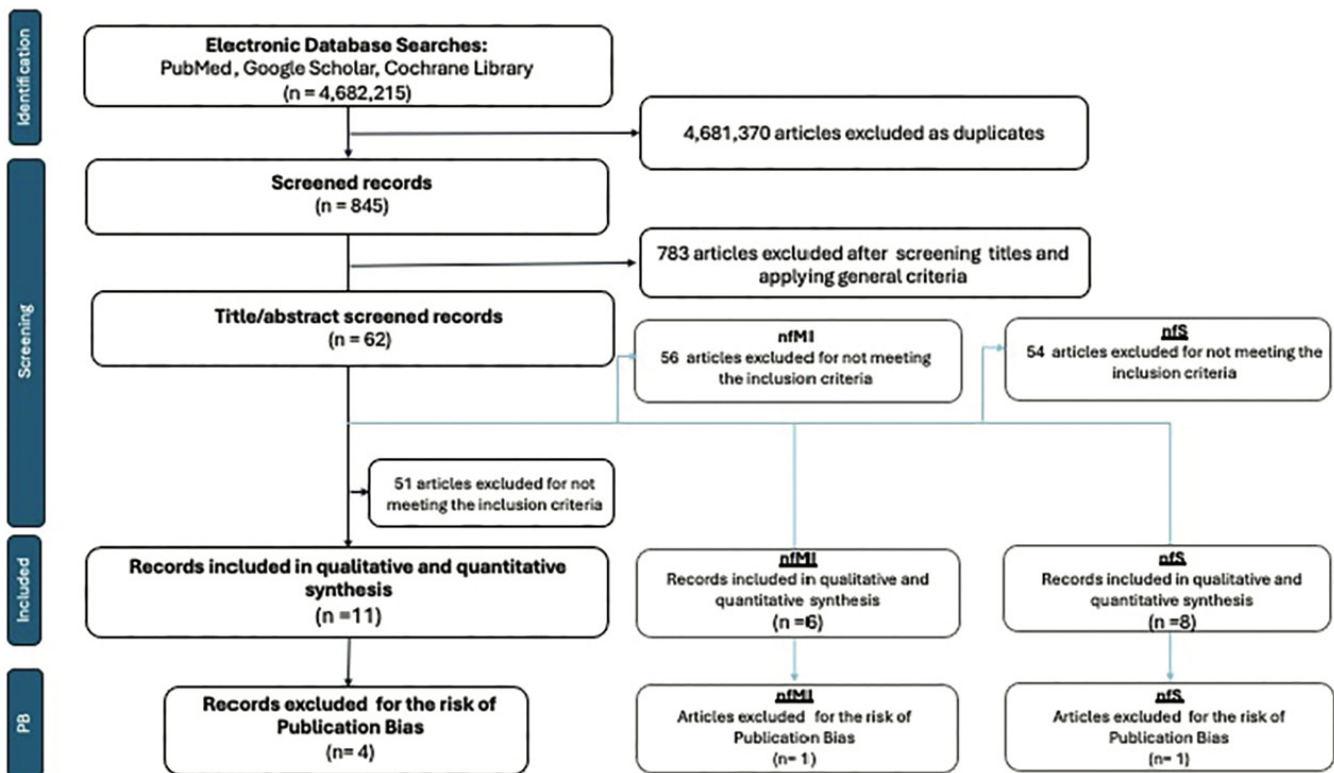 Identification
Electronic Database Searches:
PubMed, Google Scholar, Cochrane Library
(n = 4,682,215)
4,681,370 articles excluded as duplicates
Screening
Screened records
(n = 845)
783 articles excluded after screening titles and
applying general criteria
Title/abstract screened records
(n = 62)
nfMI
56 articles excluded for not meeting
the inclusion criteria
nfS
54 articles excluded for not meeting the
inclusion criteria
51 articles excluded for not
meeting the inclusion criteria
Included
Records included in qualitative and quantitative
synthesis
(n =11)
nfMI
Records included in qualitative and
quantitative synthesis
(n =6)
nfS
Records included in qualitative and
quantitative synthesis
(n =8)
PB
Records excluded for the risk of
Publication Bias
(n= 4)
nfMI
Articles excluded for the risk of
Publication Bias
(n= 1)
nfS
Articles excluded for the risk of
Publication Bias
(n= 1)